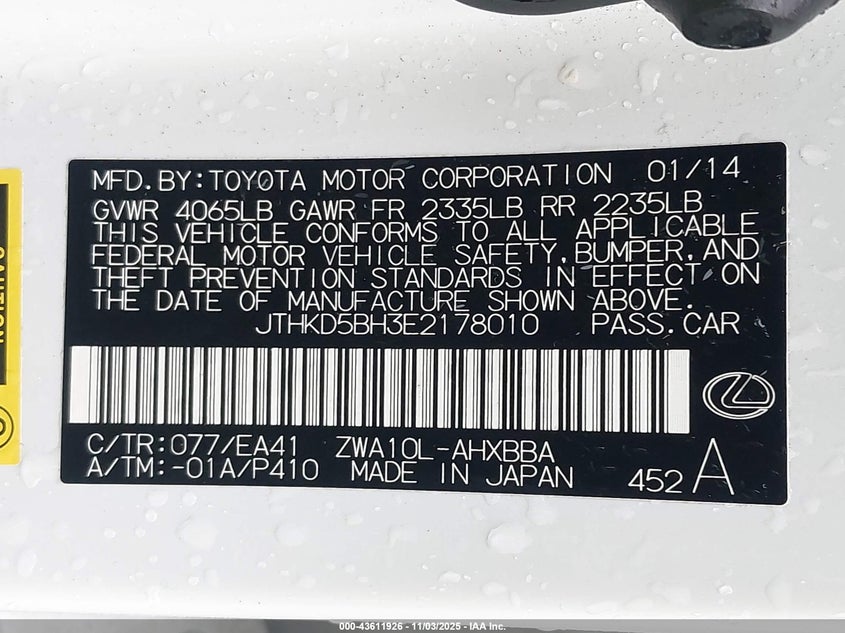 MFD.BY:TOYOTA MOTOR CORPORATION 01/14
GVWR 4065LB GAWR FR 2335LB RR 2235LB
THIS VEHICLE CONFORMS TO ALL APPLICABLE
FEDERAL MOTOR VEHICLE SAFETY,BUMPER,AND
THEFT PREVENTION STANDARDS IN EFFECT ON
THE DATE OF MANUFACTURE SHOWN ABOVE.
JTHKD5BH3E2178010 PASS.CAR
C/TR:077/EA41 ZWA10L-AHXBBA
A/TM:-01A/P410 MADE IN JAPAN 452 A
000-43611926 - 11/03/2025 - IAA Inc.